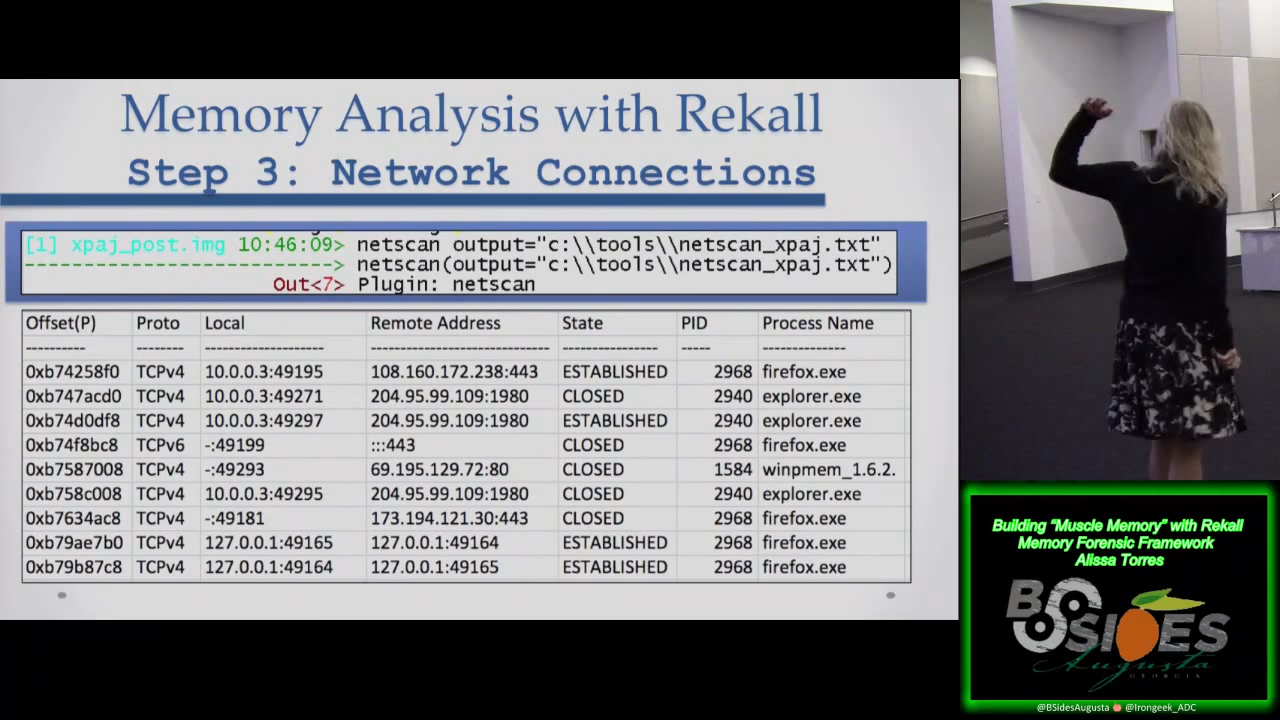 Memory Analysis with Rekall
Step 3: Network Connections
[1] xpaj_post.img 10:46:09> netscan output="c:\\tools\\netscan_xpaj.txt"
---------------------------> netscan(output="c:\\tools\\netscan_xpaj.txt")
Out<7> Plugin: netscan
Offset(P) Proto Local Remote Address State PID Process Name
---------- -------- ------------------- ----------------------------- ---------------- ----- --------------
0xb74258f0 TCPv4 10.0.0.3:49195 108.160.172.238:443 ESTABLISHED 2968 firefox.exe
0xb747acd0 TCPv4 10.0.0.3:49271 204.95.99.109:1980 CLOSED 2940 explorer.exe
0xb74d0df8 TCPv4 10.0.0.3:49297 204.95.99.109:1980 ESTABLISHED 2940 explorer.exe
0xb74f8bc8 TCPv6 -:49199 :::443 CLOSED 2968 firefox.exe
0xb7587008 TCPv4 -:49293 69.195.129.72:80 CLOSED 1584 winpmem_1.6.2.
0xb758c008 TCPv4 10.0.0.3:49295 204.95.99.109:1980 CLOSED 2940 explorer.exe
0xb7634ac8 TCPv4 -:49181 173.194.121.30:443 CLOSED 2968 firefox.exe
0xb79ae7b0 TCPv4 127.0.0.1:49165 127.0.0.1:49164 ESTABLISHED 2968 firefox.exe
0xb79b87c8 TCPv4 127.0.0.1:49164 127.0.0.1:49165 ESTABLISHED 2968 firefox.exe
Building "Muscle Memory" with Rekall
Memory Forensic Framework
Alissa Torres
BSIDES
Augusta
GEORGIA
@BSidesAugusta @Irongeek_ADC